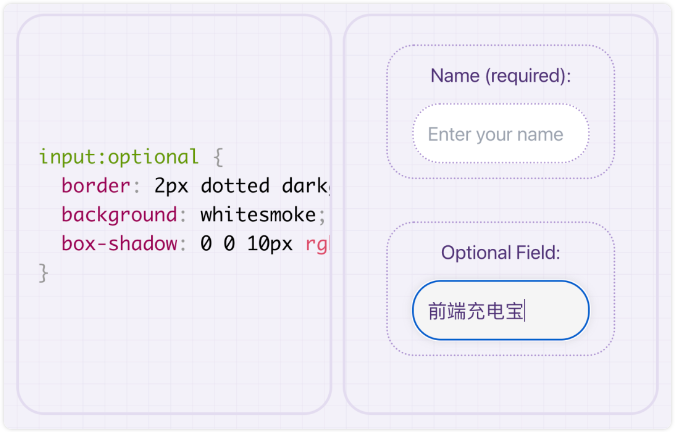 input:optional {
border: 2px dotted dark
background: whitesmoke;
box-shadow: 0 0 10px rg
}
Name (required):
Enter your name
Optional Field:
前端充电宝